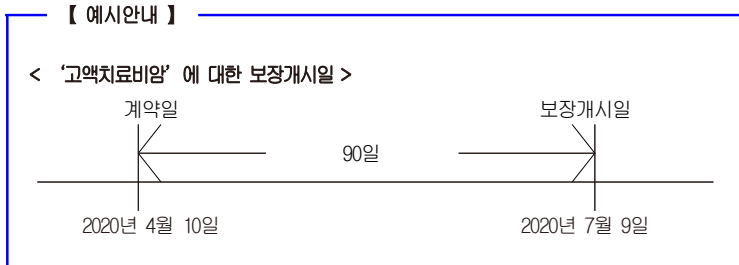 【 예시안내 】
< ‘고액치료비암’ 에 대한 보장개시일 >
계약일 보장개시일
90일
2020년 4월 10일 2020년 7월 9일